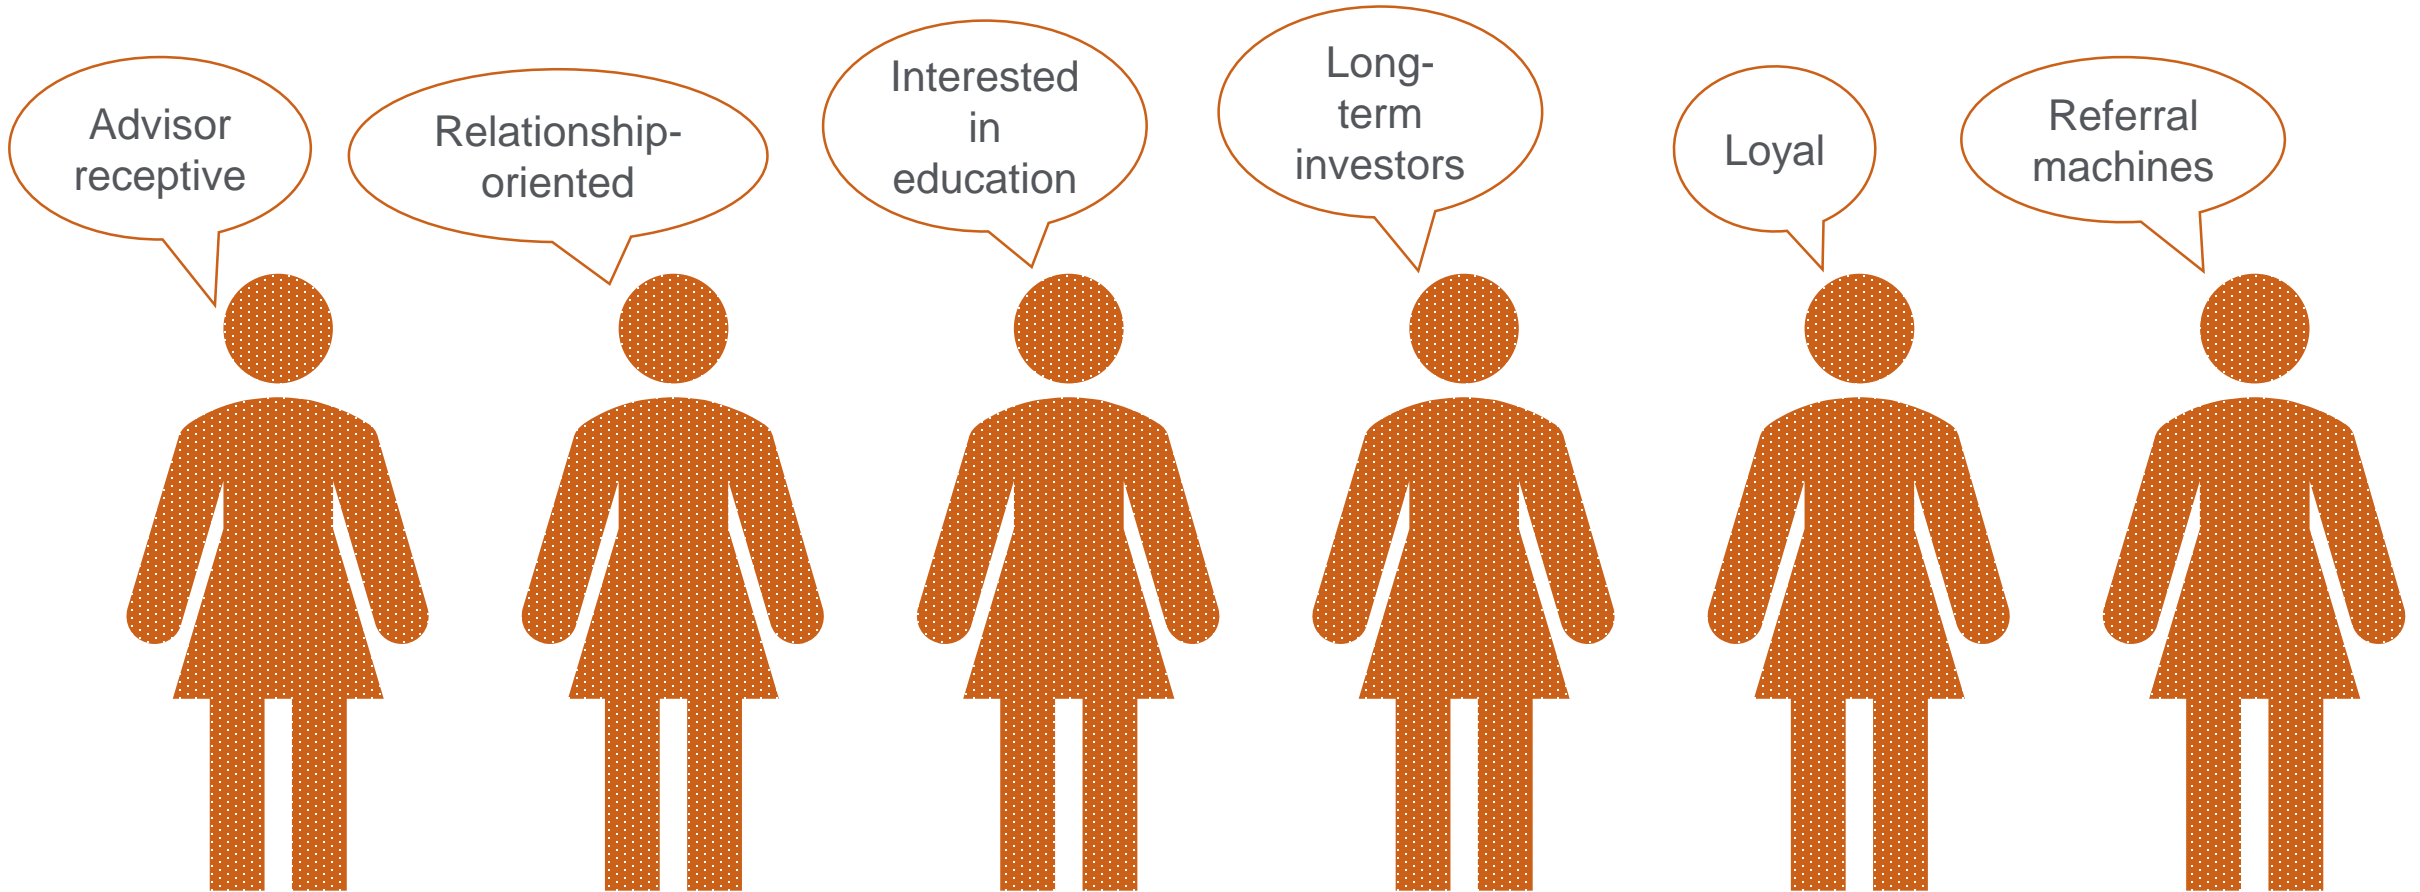 Advisor
receptive
Relationship-
oriented
Interested
in
education
Long-
term
investors
Loyal
Referral
machines